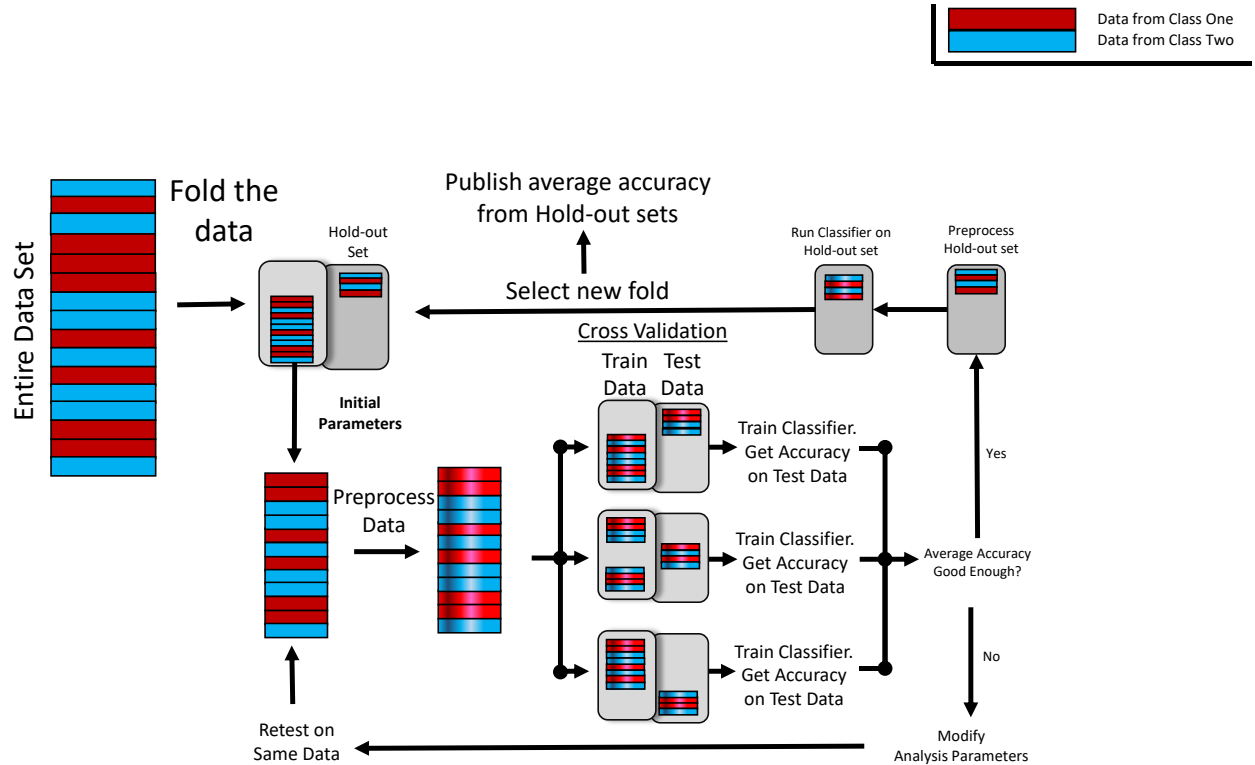 Data from Class One
Data from Class Two
Entire Data Set
Fold the
data
Hold-out
Set
Publish average accuracy
from Hold-out sets
Run Classifier on
Hold-out set
Preprocess
Hold-out set
Select new fold
Cross Validation
Train
Data
Test
Data
Initial
Parameters
Preprocess
Data
Train Classifier.
Get Accuracy
on Test Data
Train Classifier.
Get Accuracy
on Test Data
Train Classifier.
Get Accuracy
on Test Data
Yes
Average Accuracy
Good Enough?
No
Modify
Analysis Parameters
Retest on
Same Data